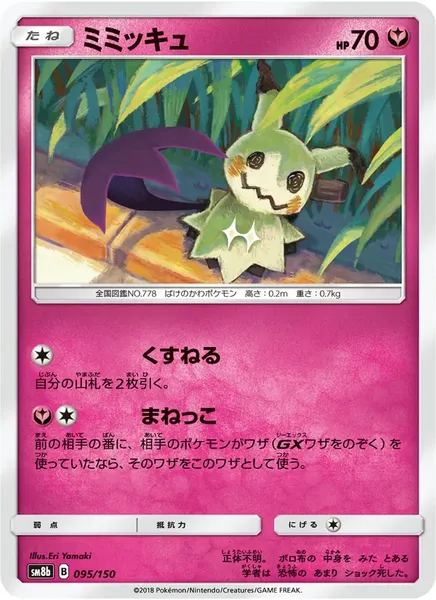 たね ミミッキュ HP70
全国図鑑NO.778 ばけのかわポケモン 高さ:0.2m 重さ:0.7kg
くすねる
自分の山札を2枚引く。
まねっこ
前の相手の番に、相手のポケモンがワザ(GXワザをのぞく)を
使っていたなら、そのワザをこのワザとして使う。
弱点 抵抗力 にげる
Illus.Eri Yamaki
SM8b B 095/150
正体不明。 ボロ布の 中身を みた とある
学者は 恐怖の あまり ショック死した。
©2018 Pokémon/Nintendo/Creatures/GAME FREAK.